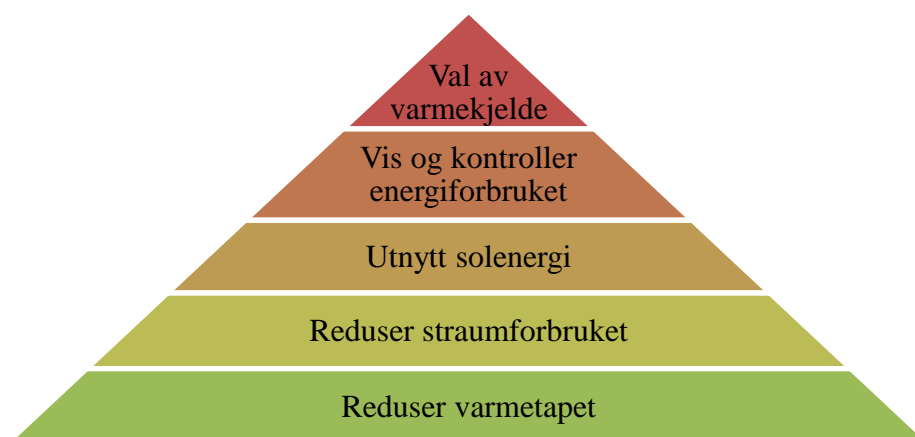 Val av
varmekjelde
Vis og kontroller
energiforbruket
Utnytt solenergi
Reduser straumforbruket
Reduser varmetapet